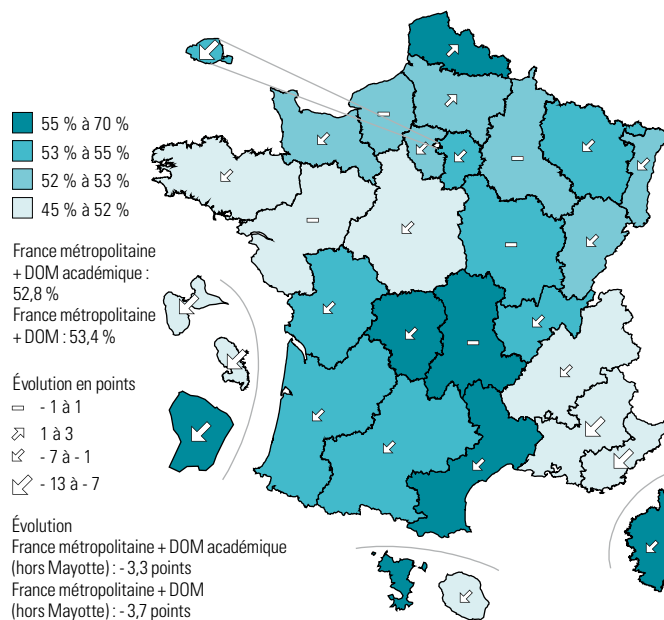 55 % à 70 %
53 % à 55 %
52 % à 53 %
45 % à 52 %
France métropolitaine
+ DOM académique :
52,8 %
France métropolitaine
+ DOM : 53,4 %
Évolution en points
- 1 à 1
1 à 3
- 7 à - 1
- 13 à - 7
Évolution
France métropolitaine + DOM académique
(hors Mayotte) : - 3,3 points
France métropolitaine + DOM
(hors Mayotte) : - 3,7 points